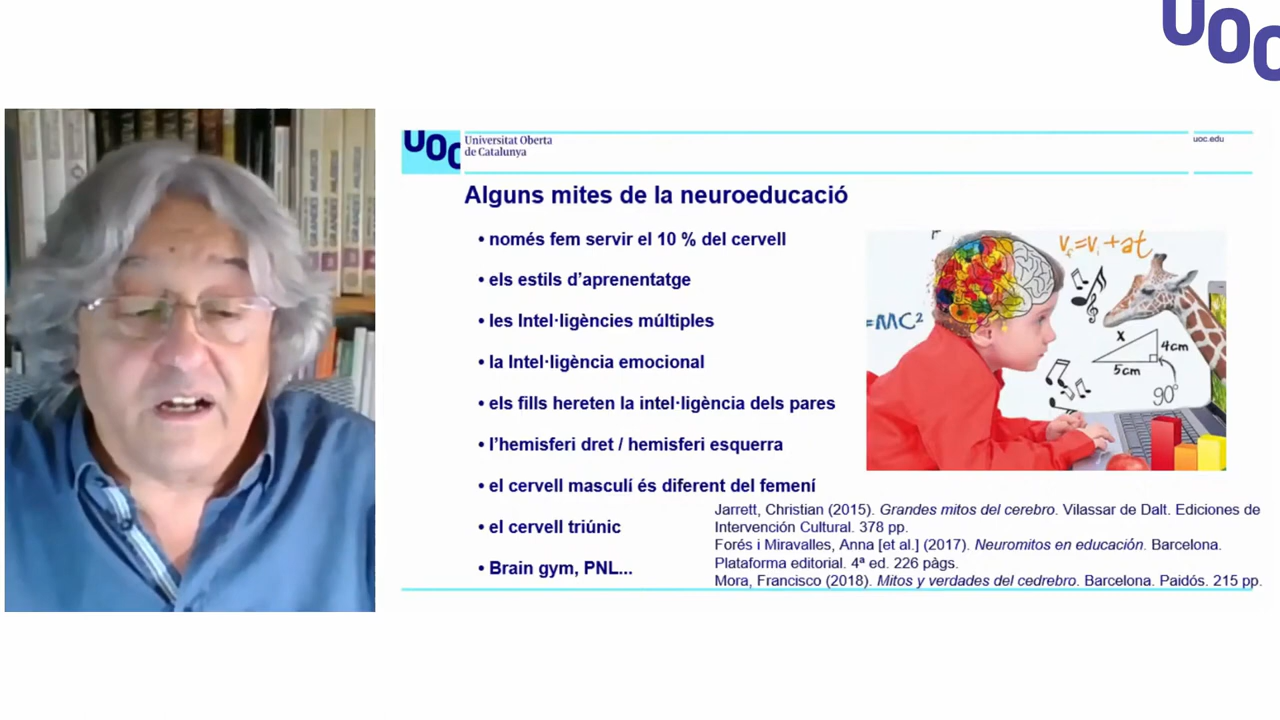 UOC
UOC
Universitat Oberta
de Catalunya
uoc.edu
Alguns mites de la neuroeducació
• només fem servir el 10 % del cervell
• els estils d’aprenentatge
• les Intel·ligències múltiples
• la Intel·ligència emocional
• els fills hereten la intel·ligència dels pares
• l’hemisferi dret / hemisferi esquerra
• el cervell masculí és diferent del femení
• el cervell triúnic
• Brain gym, PNL...
=MC²
v𝑓=vᵢ+at
x
4cm
5cm
90°
Jarrett, Christian (2015). Grandes mitos del cerebro. Vilassar de Dalt. Ediciones de
Intervención Cultural. 378 pp.
Forés i Miravalles, Anna [et al.] (2017). Neuromitos en educación. Barcelona.
Plataforma editorial. 4ª ed. 226 pàgs.
Mora, Francisco (2018). Mitos y verdades del cedrebro. Barcelona. Paidós. 215 pp.